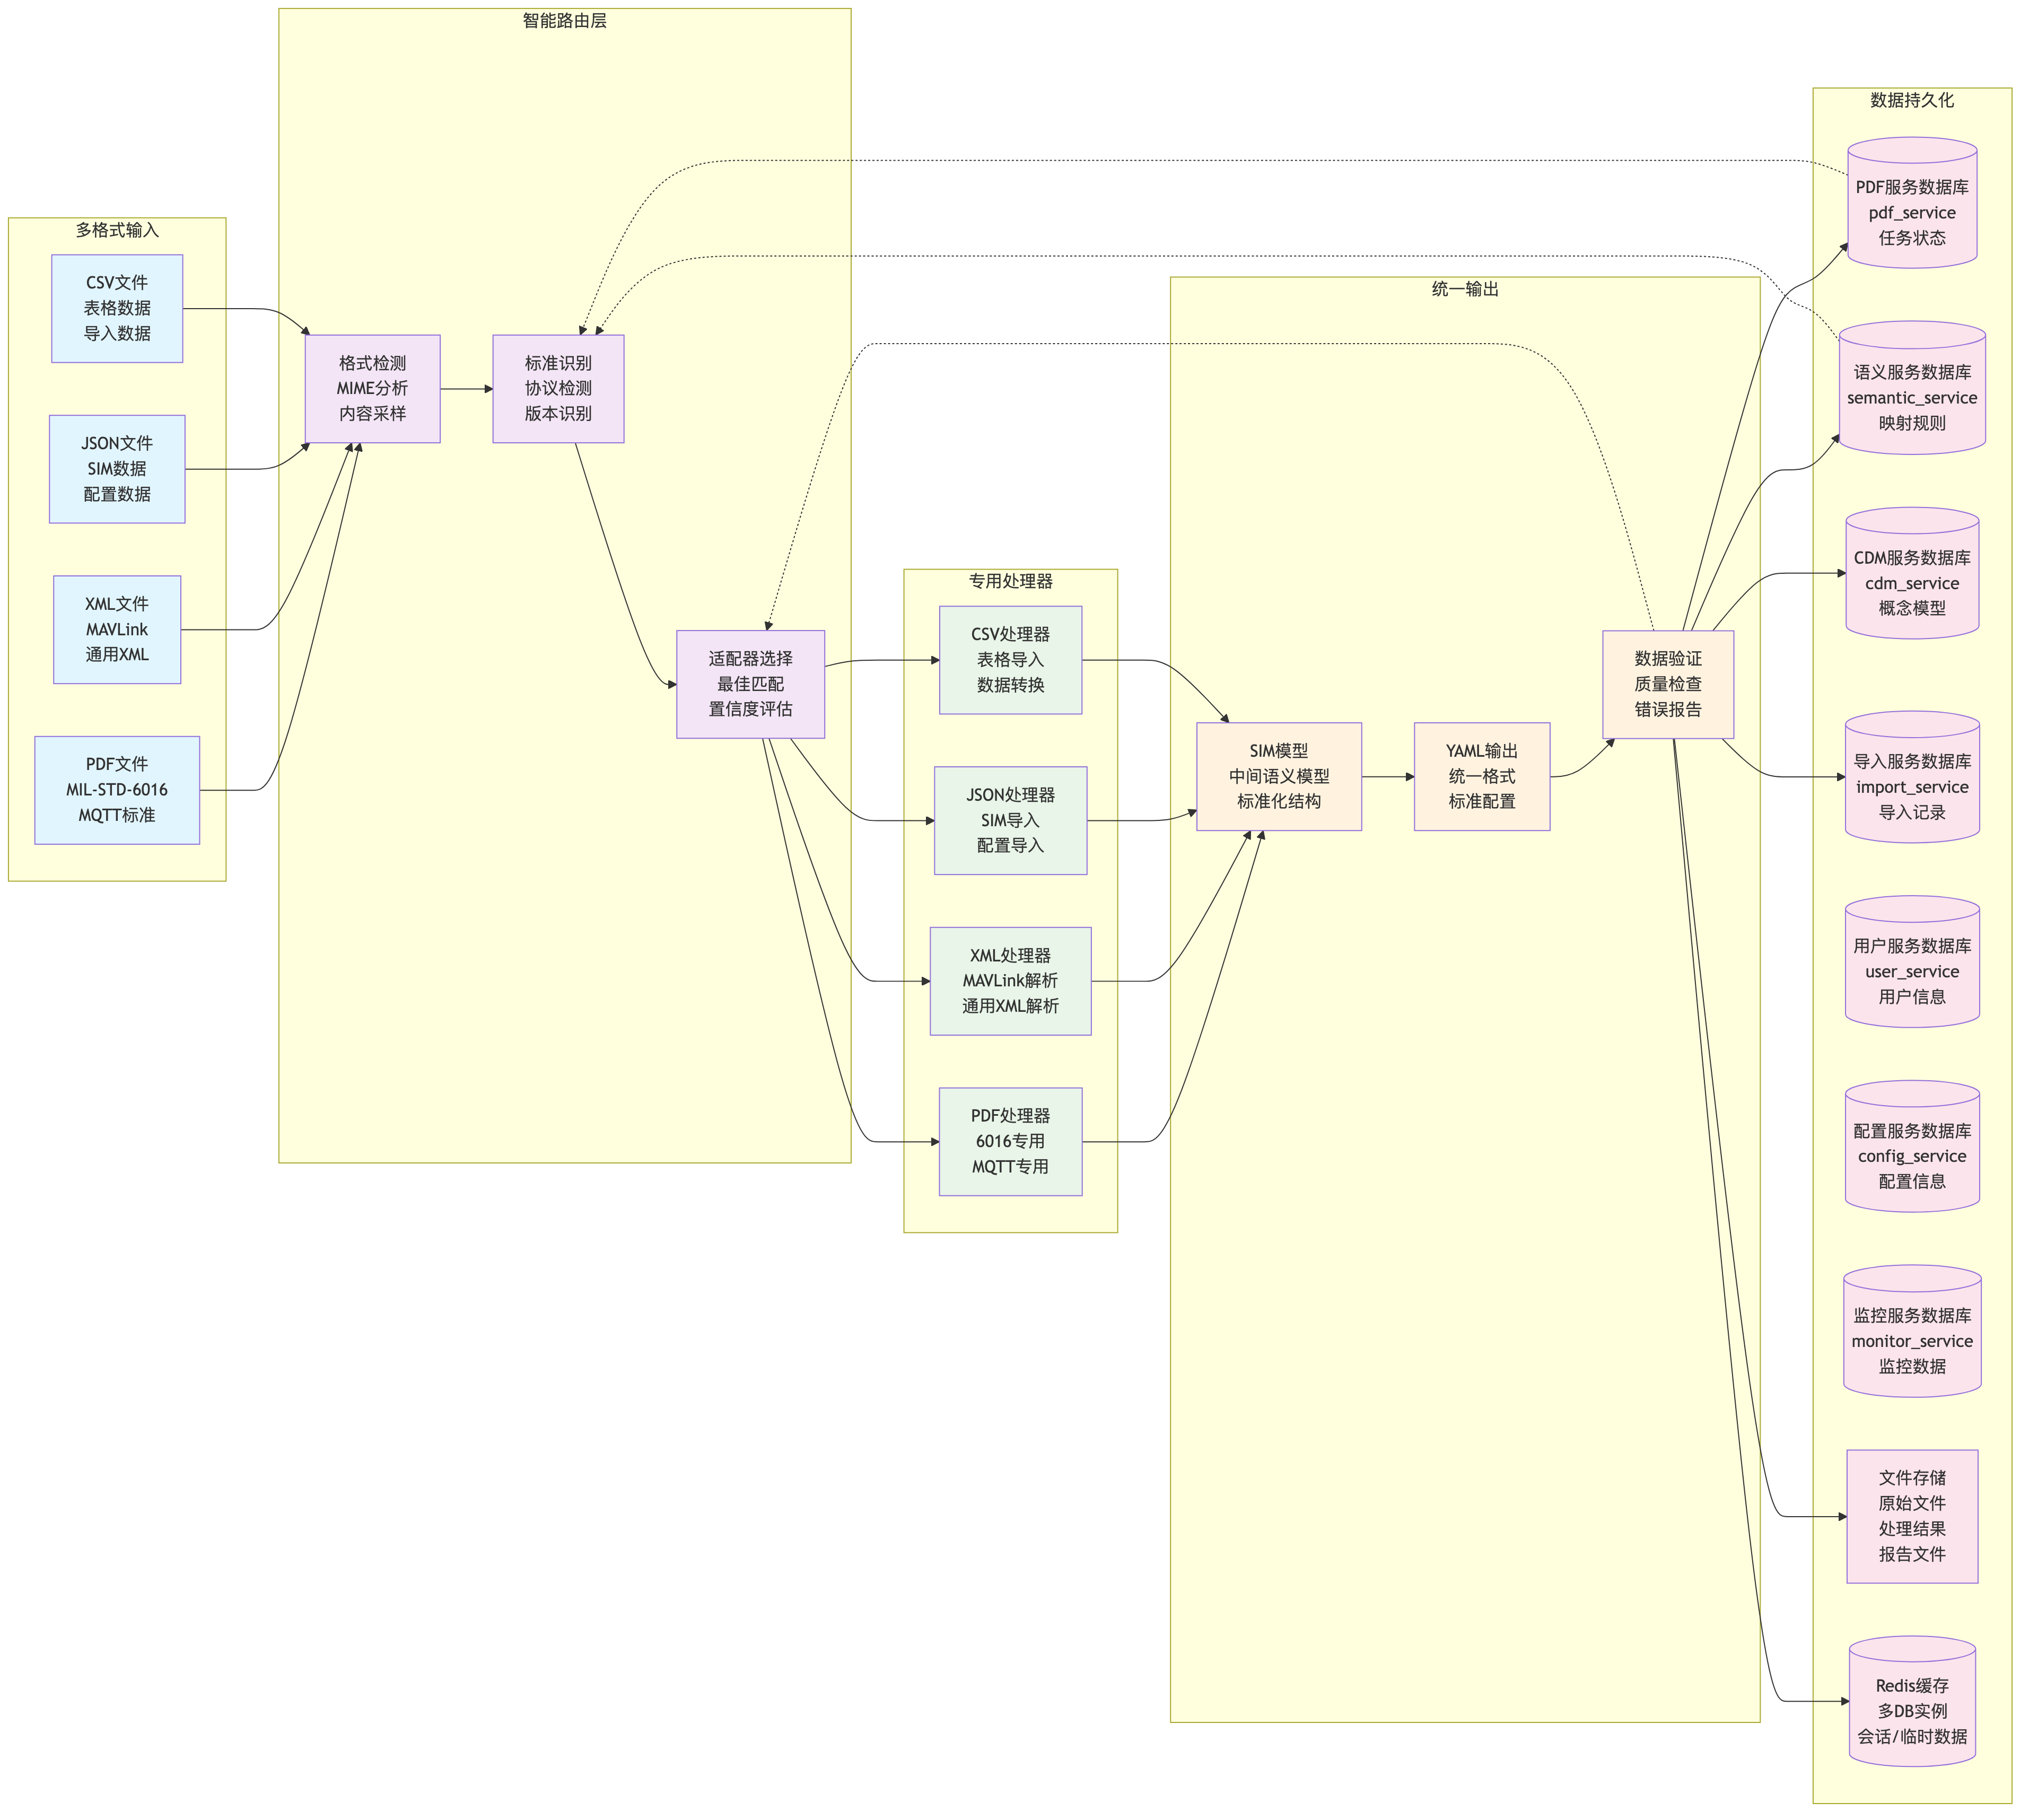 多格式输入
CSV文件
表格数据
导入数据
JSON文件
SIM数据
配置数据
XML文件
MAVLink
通用XML
PDF文件
MIL-STD-6016
MQTT标准
智能路由层
格式检测
MIME分析
内容采样
标准识别
协议检测
版本识别
适配器选择
最佳匹配
置信度评估
专用处理器
CSV处理器
表格导入
数据转换
JSON处理器
SIM导入
配置导入
XML处理器
MAVLink解析
通用XML解析
PDF处理器
6016专用
MQTT专用
统一输出
SIM模型
中间语义模型
标准化结构
YAML输出
统一格式
标准配置
数据验证
质量检查
错误报告
数据持久化
PDF服务数据库
pdf_service
任务状态
语义服务数据库
semantic_service
映射规则
CDM服务数据库
cdm_service
概念模型
导入服务数据库
import_service
导入记录
用户服务数据库
user_service
用户信息
配置服务数据库
config_service
配置信息
监控服务数据库
monitor_service
监控数据
文件存储
原始文件
处理结果
报告文件
Redis缓存
多DB实例
会话/临时数据